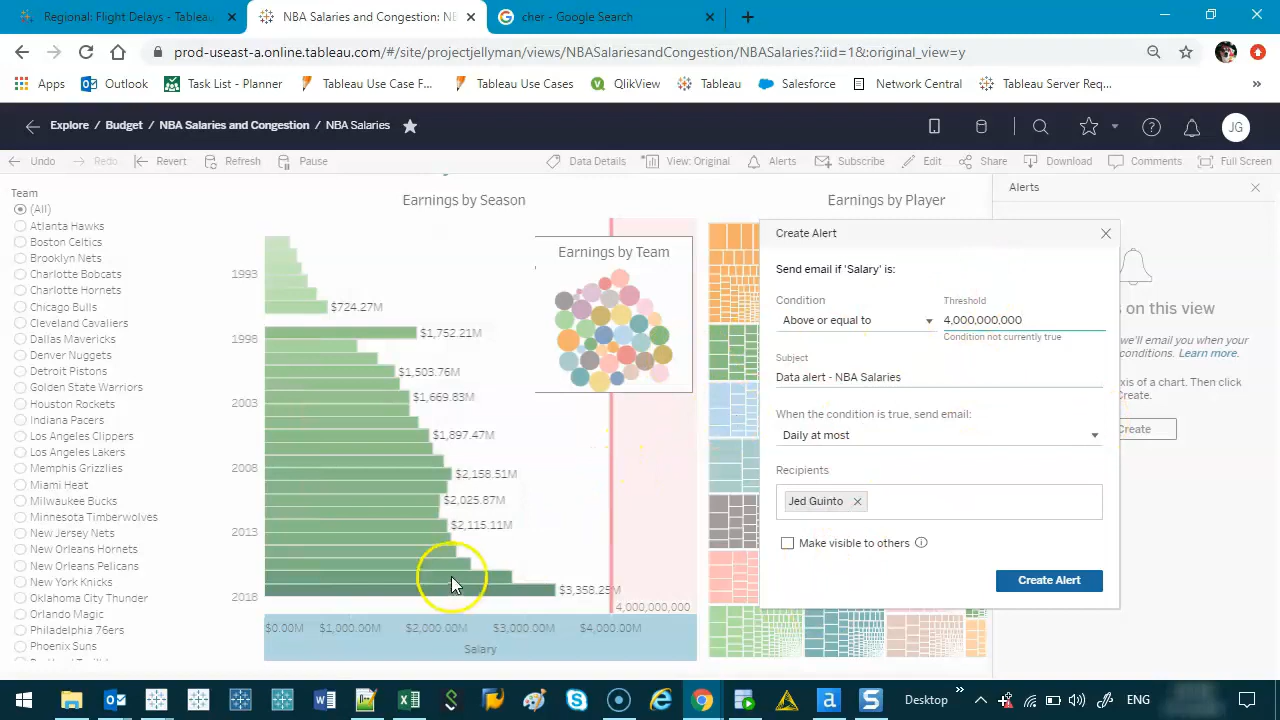 Regional: Flight Delays - Tableau
NBA Salaries and Congestion: NB
cher - Google Search
prod-useast-a.online.tableau.com/#/site/projectjellyman/views/NBASalariesandCongestion/NBASalaries?:iid=1&:original_view=y
Apps
Outlook
Task List - Planner
Tableau Use Case F...
Tableau Use Cases
QlikView
Tableau
Salesforce
Network Central
Tableau Server Req...
»
Explore / Budget / NBA Salaries and Congestion / NBA Salaries
JG
Undo
Redo
Revert
Refresh
Pause
Data Details
View: Original
Alerts
Subscribe
Edit
Share
Download
Comments
Full Screen
Team
(All)
Atlanta Hawks
Boston Celtics
Brooklyn Nets
Charlotte Bobcats
Charlotte Hornets
Chicago Bulls
Cleveland Cavaliers
Dallas Mavericks
Denver Nuggets
Detroit Pistons
Golden State Warriors
Houston Rockets
Indiana Pacers
Los Angeles Clippers
Los Angeles Lakers
Memphis Grizzlies
Miami Heat
Milwaukee Bucks
Minnesota Timberwolves
New Jersey Nets
New Orleans Hornets
New Orleans Pelicans
New York Knicks
Oklahoma City Thunder
Orlando Magic
Philadelphia 76ers
Phoenix Suns
Earnings by Season
1993
1998
2003
2008
2013
2018
$724.27M
$1,752.21M
$1,503.76M
$1,669.83M
$1,897.47M
$2,158.51M
$2,025.67M
$2,115.11M
$3,358.25M
4,000,000,000
$0.00M
$1,000.00M
$2,000.00M
$3,000.00M
$4,000.00M
Salary
Earnings by Team
Earnings by Player
Alerts
s on this view
we'll email you when your
conditions. Learn more.
xis of a chart. Then click
Create.
Create
Create Alert
Send email if 'Salary' is:
Condition
Above or equal to
Threshold
4,000,000,000
Condition not currently true
Subject
Data alert - NBA Salaries
When the condition is true, send email:
Daily at most
Recipients
Jed Guinto
Make visible to others
Create Alert
Desktop
»
ENG